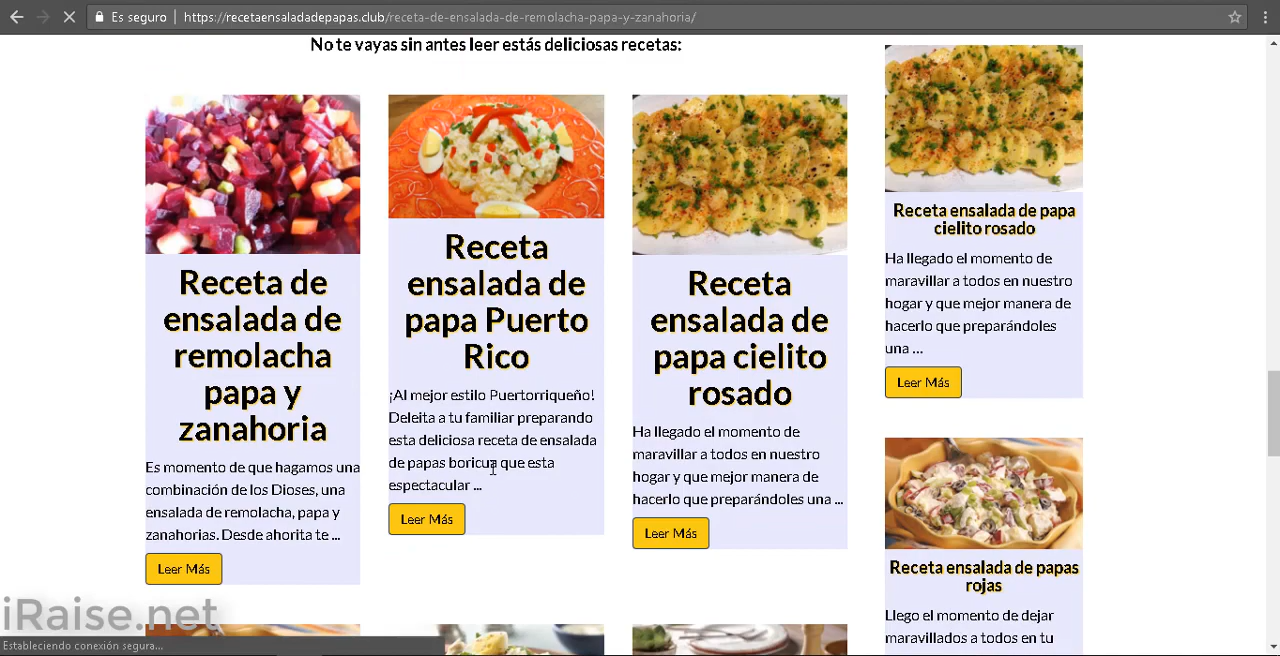 Es seguro
https://recetaensaladadepapas.club/receta-de-ensalada-de-remolacha-papa-y-zanahoria/
No te vayas sin antes leer estás deliciosas recetas:
Receta de
ensalada de
remolacha
papa y
zanahoria
Es momento de que hagamos una
combinación de los Dioses, una
ensalada de remolacha, papa y
zanahorias. Desde ahorita te ...
Leer Más
Receta
ensalada de
papa Puerto
Rico
¡Al mejor estilo Puertorriqueño!
Deleita a tu familiar preparando
esta deliciosa receta de ensalada
de papas boricua que esta
espectacular ...
Leer Más
Receta
ensalada de
papa cielito
rosado
Ha llegado el momento de
maravillar a todos en nuestro
hogar y que mejor manera de
hacerlo que preparándoles una ...
Leer Más
Receta ensalada de papa
cielito rosado
Ha llegado el momento de
maravillar a todos en nuestro
hogar y que mejor manera de
hacerlo que preparándoles
una ...
Leer Más
Receta ensalada de papas
rojas
Llego el momento de dejar
maravillados a todos en tu
iRaise.net
Estableciendo conexión segura...